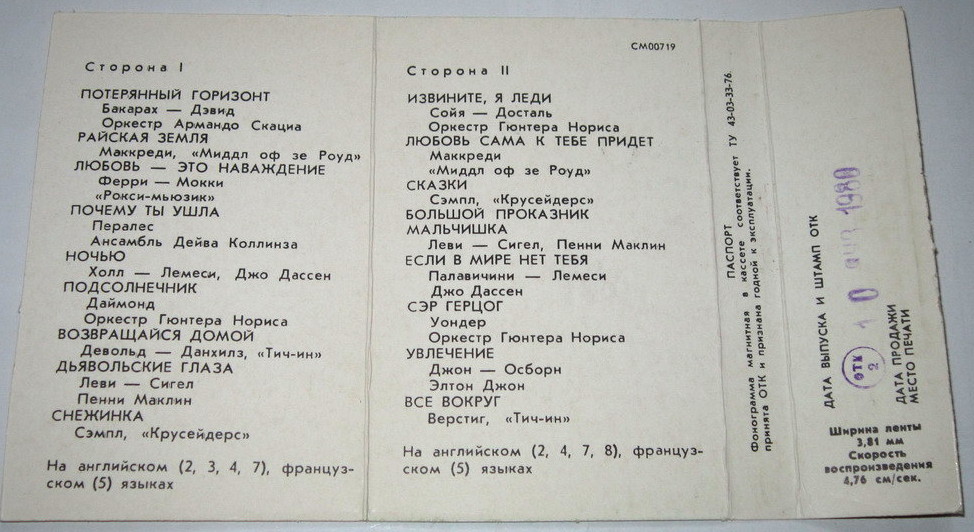 Сторона I
ПОТЕРЯННЫЙ ГОРИЗОНТ
Бакарах — Дэвид
Оркестр Армандо Скациа
РАЙСКАЯ ЗЕМЛЯ
Маккреди, «Миддл оф зе Роуд»
ЛЮБОВЬ — ЭТО НАВАЖДЕНИЕ
Ферри — Мокки
«Рокси-мьюзик»
ПОЧЕМУ ТЫ УШЛА
Пералес
Ансамбль Дейва Коллинза
НОЧЬЮ
Холл — Лемеси, Джо Дассен
ПОДСОЛНЕЧНИК
Даймонд
Оркестр Гюнтера Нориса
ВОЗВРАЩАЙСЯ ДОМОЙ
Девольд — Данхилз, «Тич-ин»
ДЬЯВОЛЬСКИЕ ГЛАЗА
Леви — Сигел
Пенни Маклин
СНЕЖИНКА
Сэмпл, «Крусейдерс»
На английском (2, 3, 4, 7), француз-
ском (5) языках
СМ00719
Сторона II
ИЗВИНИТЕ, Я ЛЕДИ
Сойя — Досталь
Оркестр Гюнтера Нориса
ЛЮБОВЬ САМА К ТЕБЕ ПРИДЕТ
Маккреди
«Миддл оф зе Роуд»
СКАЗКИ
Сэмпл, «Крусейдерс»
БОЛЬШОЙ ПРОКАЗНИК
МАЛЬЧИШКА
Леви — Сигел, Пенни Маклин
ЕСЛИ В МИРЕ НЕТ ТЕБЯ
Палавичини — Лемеси
Джо Дассен
СЭР ГЕРЦОГ
Уондер
Оркестр Гюнтера Нориса
УВЛЕЧЕНИЕ
Джон — Осборн
Элтон Джон
ВСЕ ВОКРУГ
Верстиг, «Тич-ин»
На английском (2, 4, 7, 8), француз-
ском (5) языках
ПАСПОРТ
Фонограмма магнитная в кассете соответствует ТУ 43-03-33-76,
принята ОТК и признана годной к эксплуатации.
ДАТА ВЫПУСКА И ШТАМП ОТК
ОТК
2
1980
ДАТА ПРОДАЖИ
МЕСТО ПЕЧАТИ
Ширина ленты
3,81 мм
Скорость
воспроизведения
4,76 см/сек.